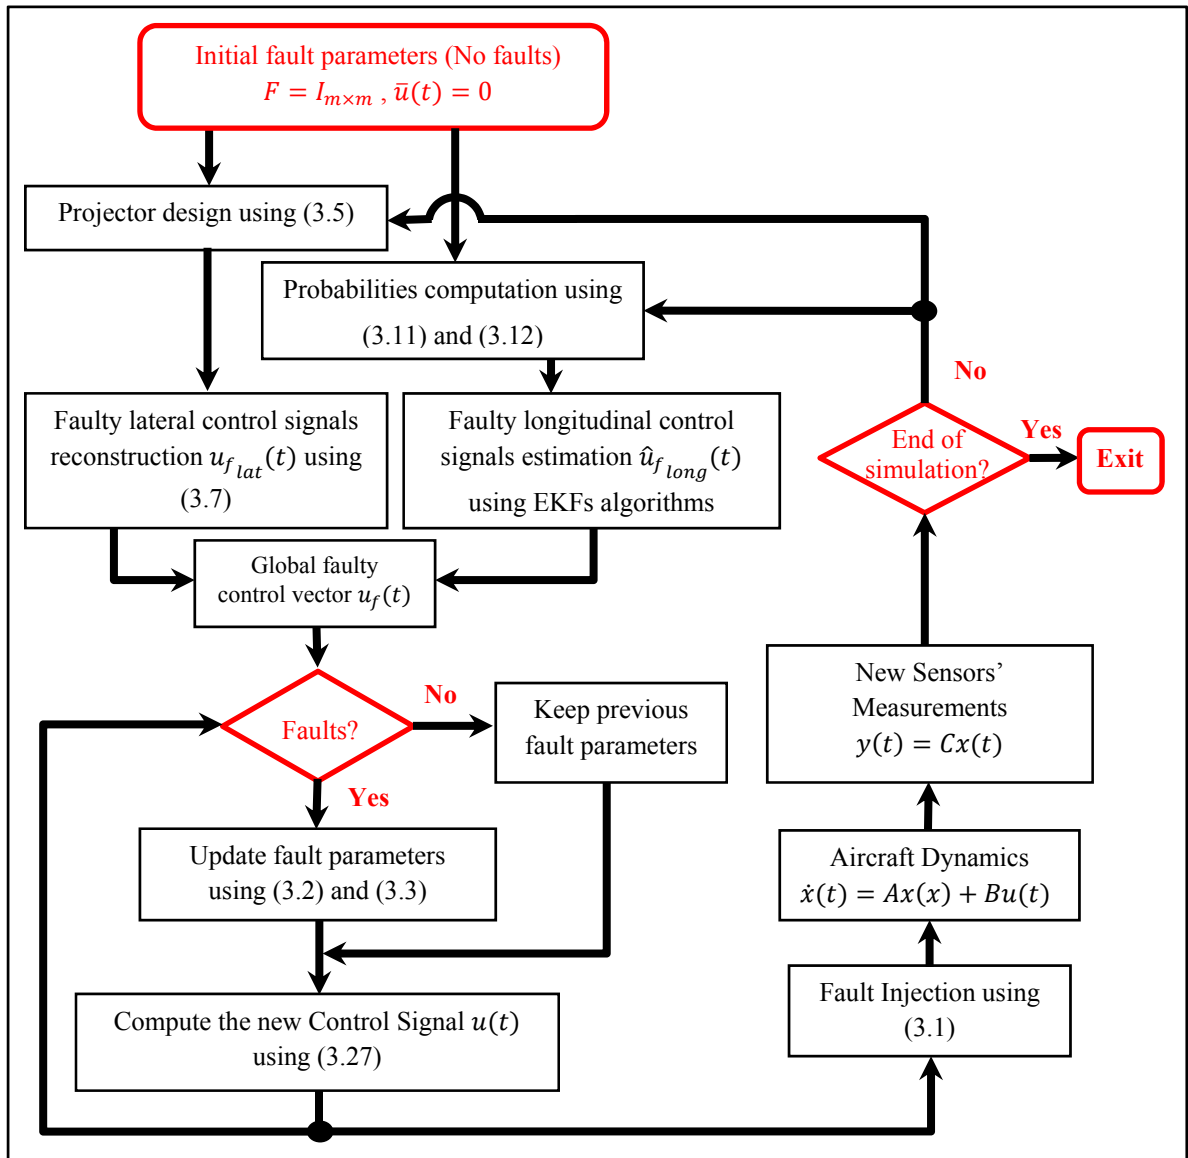 Initial fault parameters (No faults)
𝐹 = 𝐼ₘ×ₘ , ū(𝑡) = 0
Projector design using (3.5)
Probabilities computation using
(3.11) and (3.12)
Faulty lateral control signals
reconstruction 𝑢_{f_{lat}}(𝑡) using
(3.7)
Faulty longitudinal control
signals estimation û_{f_{long}}(𝑡)
using EKFs algorithms
Global faulty
control vector 𝑢_f(𝑡)
Faults?
No
Yes
Keep previous
fault parameters
Update fault parameters
using (3.2) and (3.3)
Compute the new Control Signal 𝑢(𝑡)
using (3.27)
Fault Injection using
(3.1)
Aircraft Dynamics
ẋ(𝑡) = 𝐴𝑥(𝑥) + 𝐵𝑢(𝑡)
New Sensors’
Measurements
𝑦(𝑡) = 𝐶𝑥(𝑡)
End of
simulation?
No
Yes
Exit